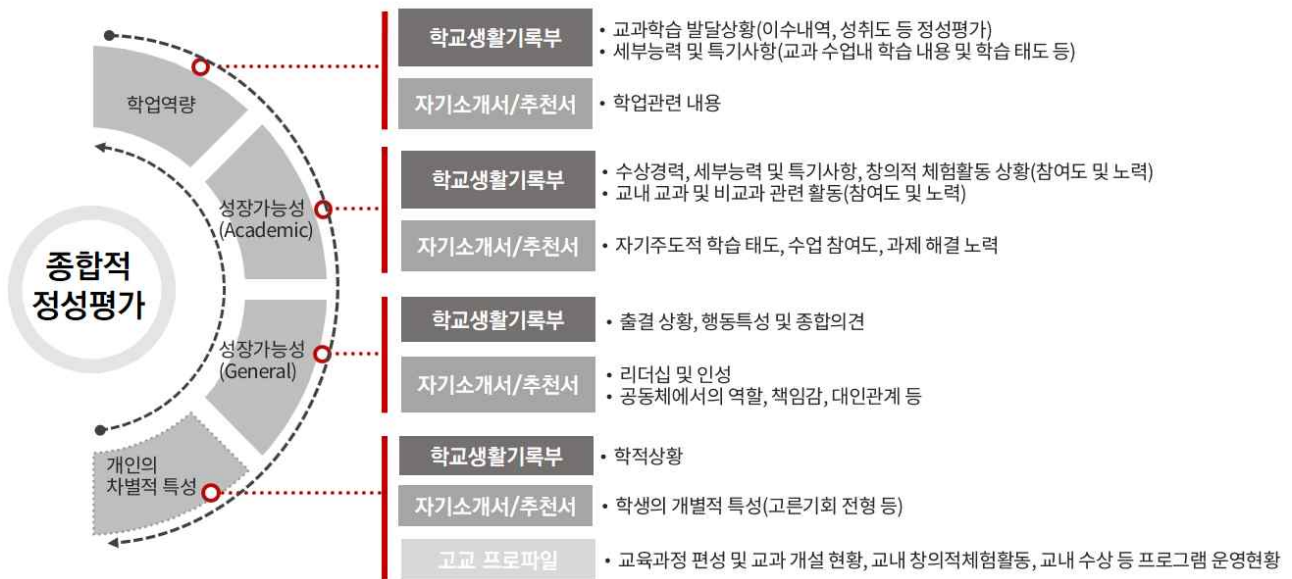 종합적
정성평가
학업역량
학교생활기록부
• 교과학습 발달상황(이수내역, 성취도 등 정성평가)
• 세부능력 및 특기사항(교과 수업내 학습 내용 및 학습 태도 등)
자기소개서/추천서
• 학업관련 내용
성장가능성
(Academic)
학교생활기록부
• 수상경력, 세부능력 및 특기사항, 창의적 체험활동 상황(참여도 및 노력)
• 교내 교과 및 비교과 관련 활동(참여도 및 노력)
자기소개서/추천서
• 자기주도적 학습 태도, 수업 참여도, 과제 해결 노력
성장가능성
(General)
학교생활기록부
• 출결 상황, 행동특성 및 종합의견
자기소개서/추천서
• 리더십 및 인성
• 공동체에서의 역할, 책임감, 대인관계 등
개인의
차별적 특성
학교생활기록부
• 학적상황
자기소개서/추천서
• 학생의 개별적 특성(고른기회 전형 등)
고교 프로파일
• 교육과정 편성 및 교과 개설 현황, 교내 창의적체험활동, 교내 수상 등 프로그램 운영현황